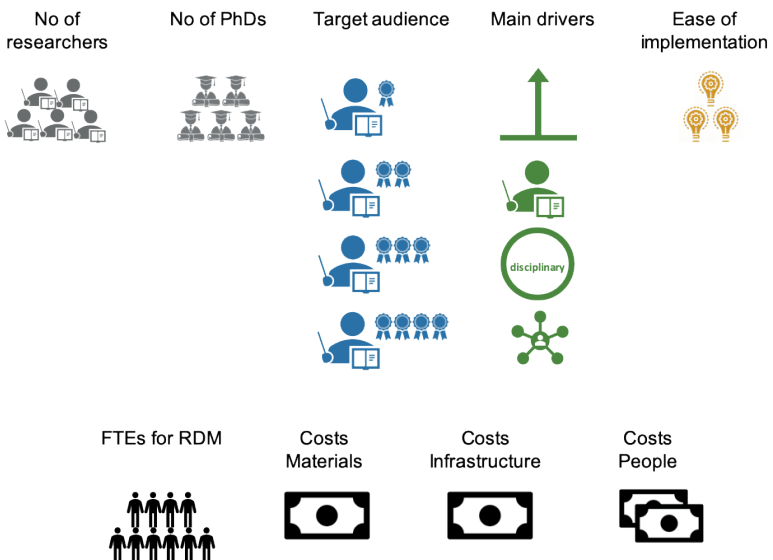 No of
researchers
No of PhDs
Target audience
Main drivers
Ease of
implementation
disciplinary
FTEs for RDM
Costs
Materials
Costs
Infrastructure
Costs
People